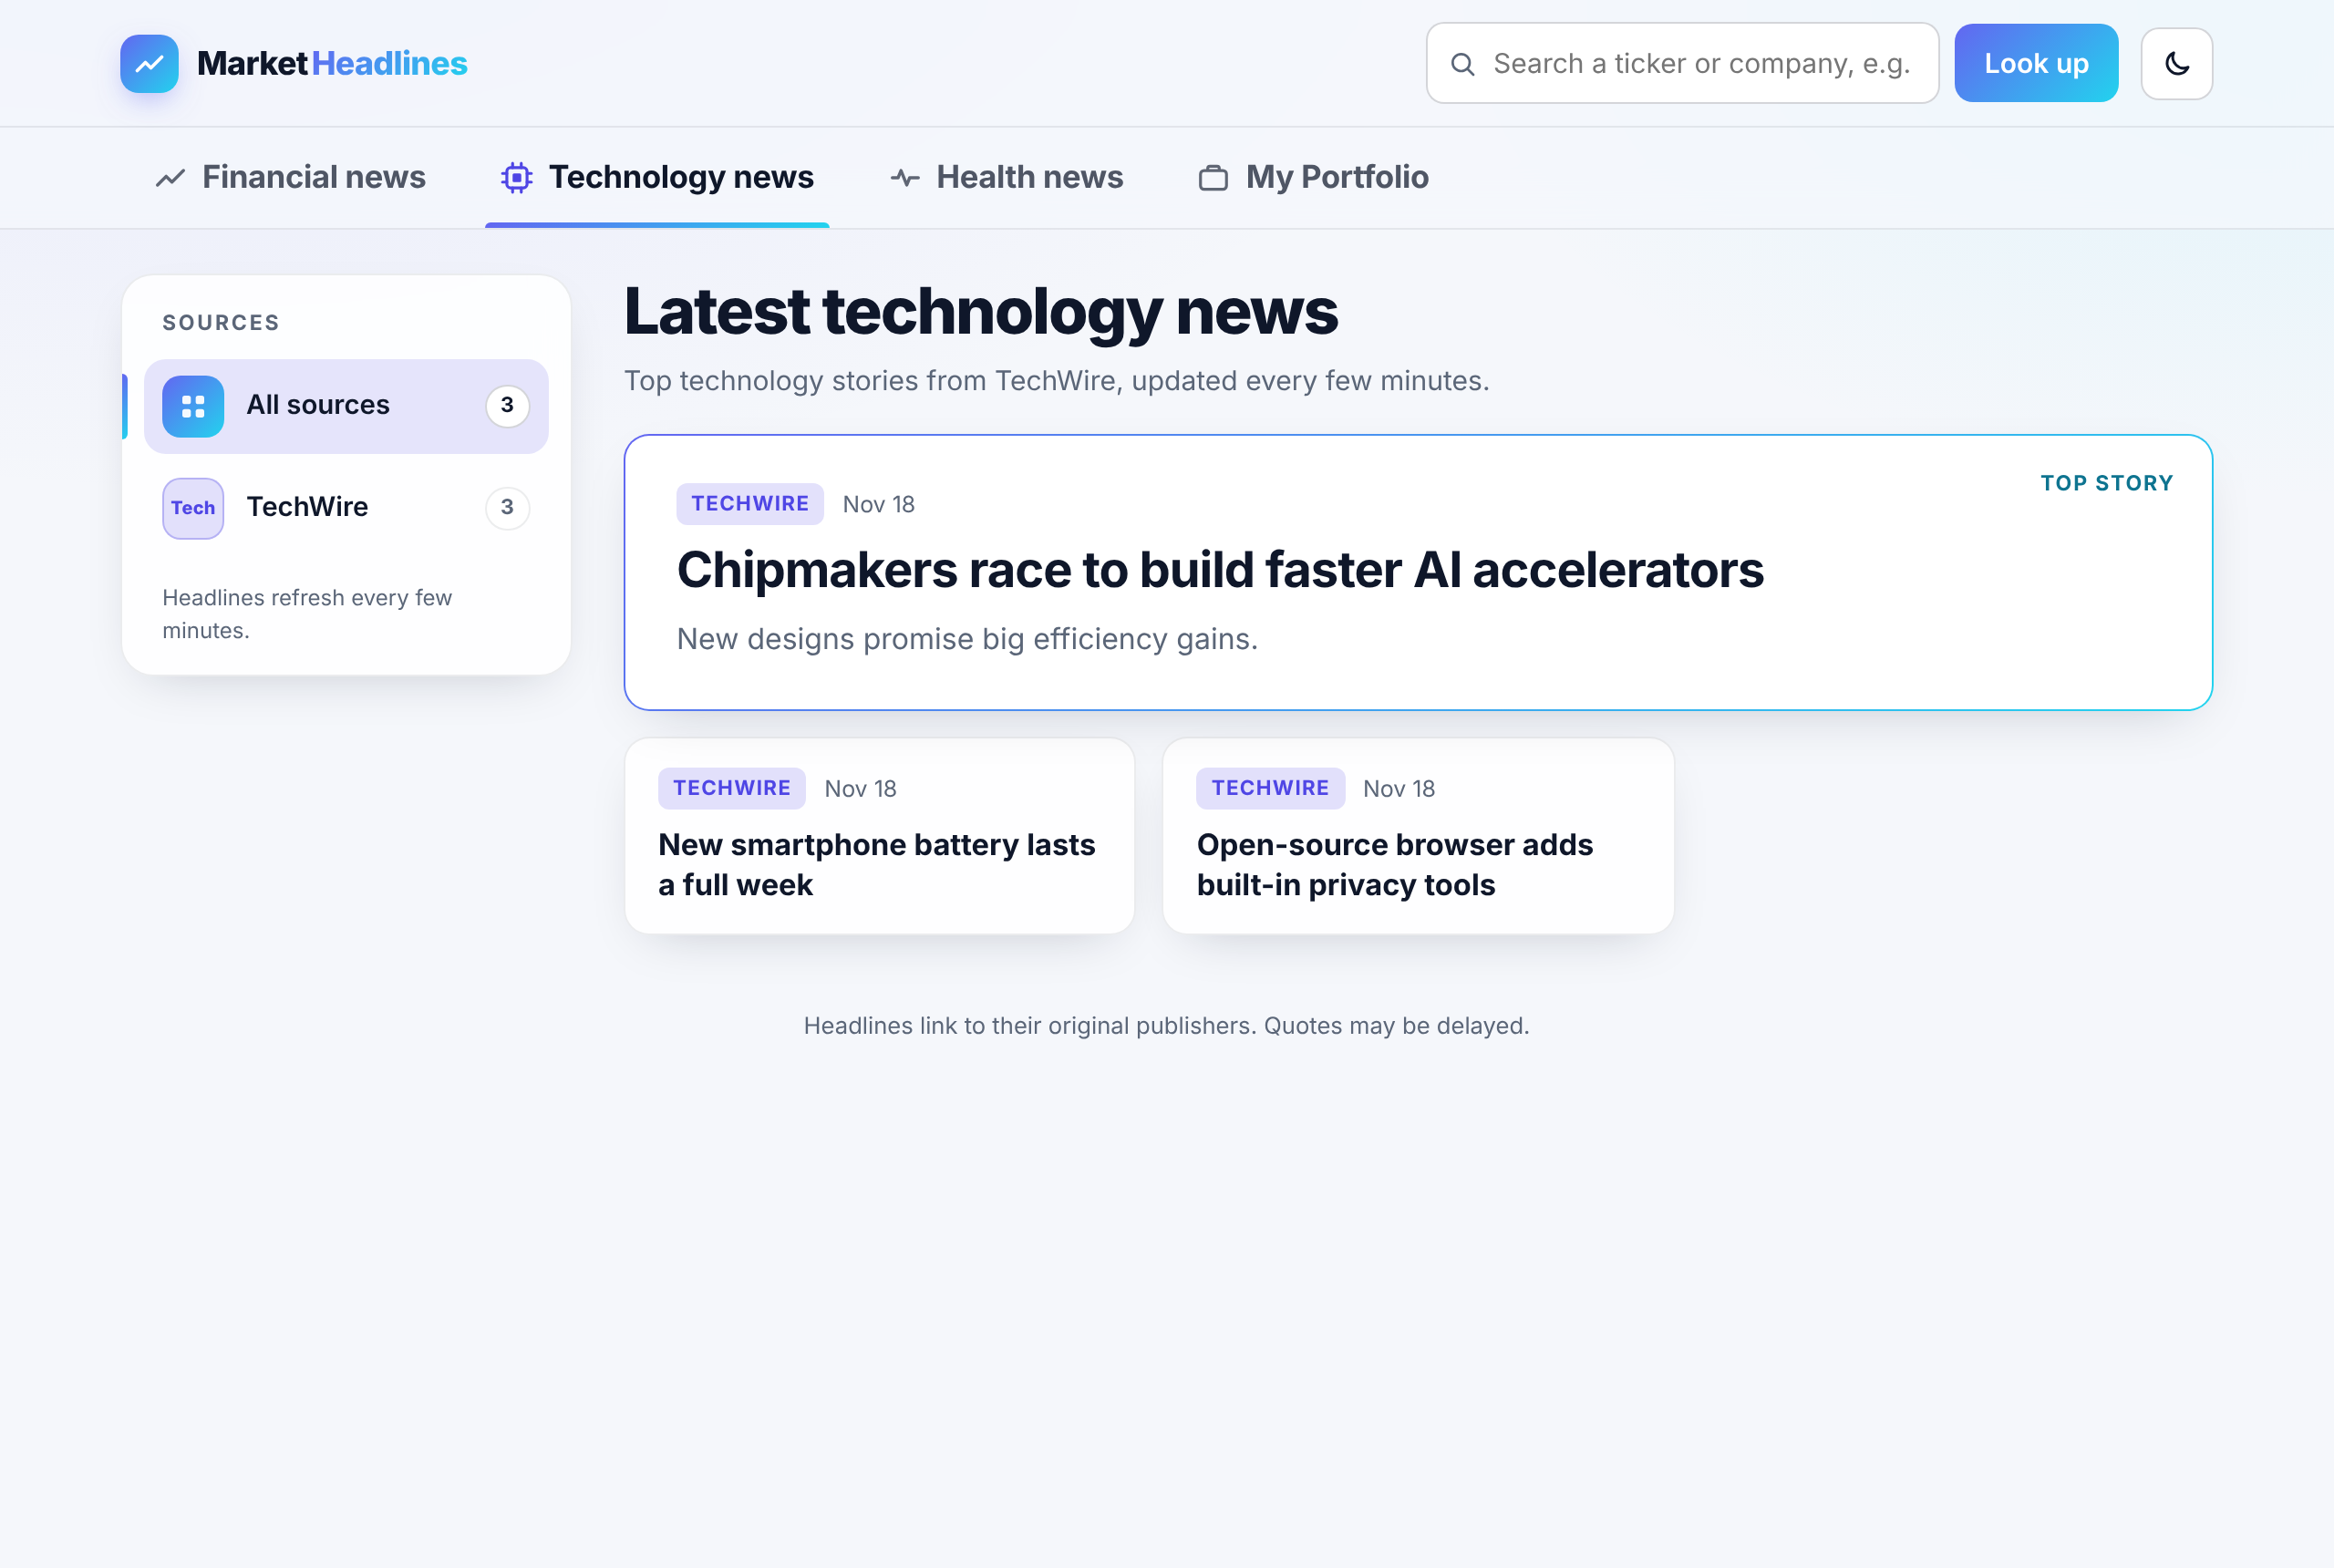 MarketHeadlines
Search a ticker or company, e.g.
Look up
Financial news
Technology news
Health news
My Portfolio
SOURCES
All sources
3
Tech
TechWire
3
Headlines refresh every few
minutes.
Latest technology news
Top technology stories from TechWire, updated every few minutes.
TOP STORY
TECHWIRE
Nov 18
Chipmakers race to build faster AI accelerators
New designs promise big efficiency gains.
TECHWIRE
Nov 18
New smartphone battery lasts
a full week
TECHWIRE
Nov 18
Open-source browser adds
built-in privacy tools
Headlines link to their original publishers. Quotes may be delayed.